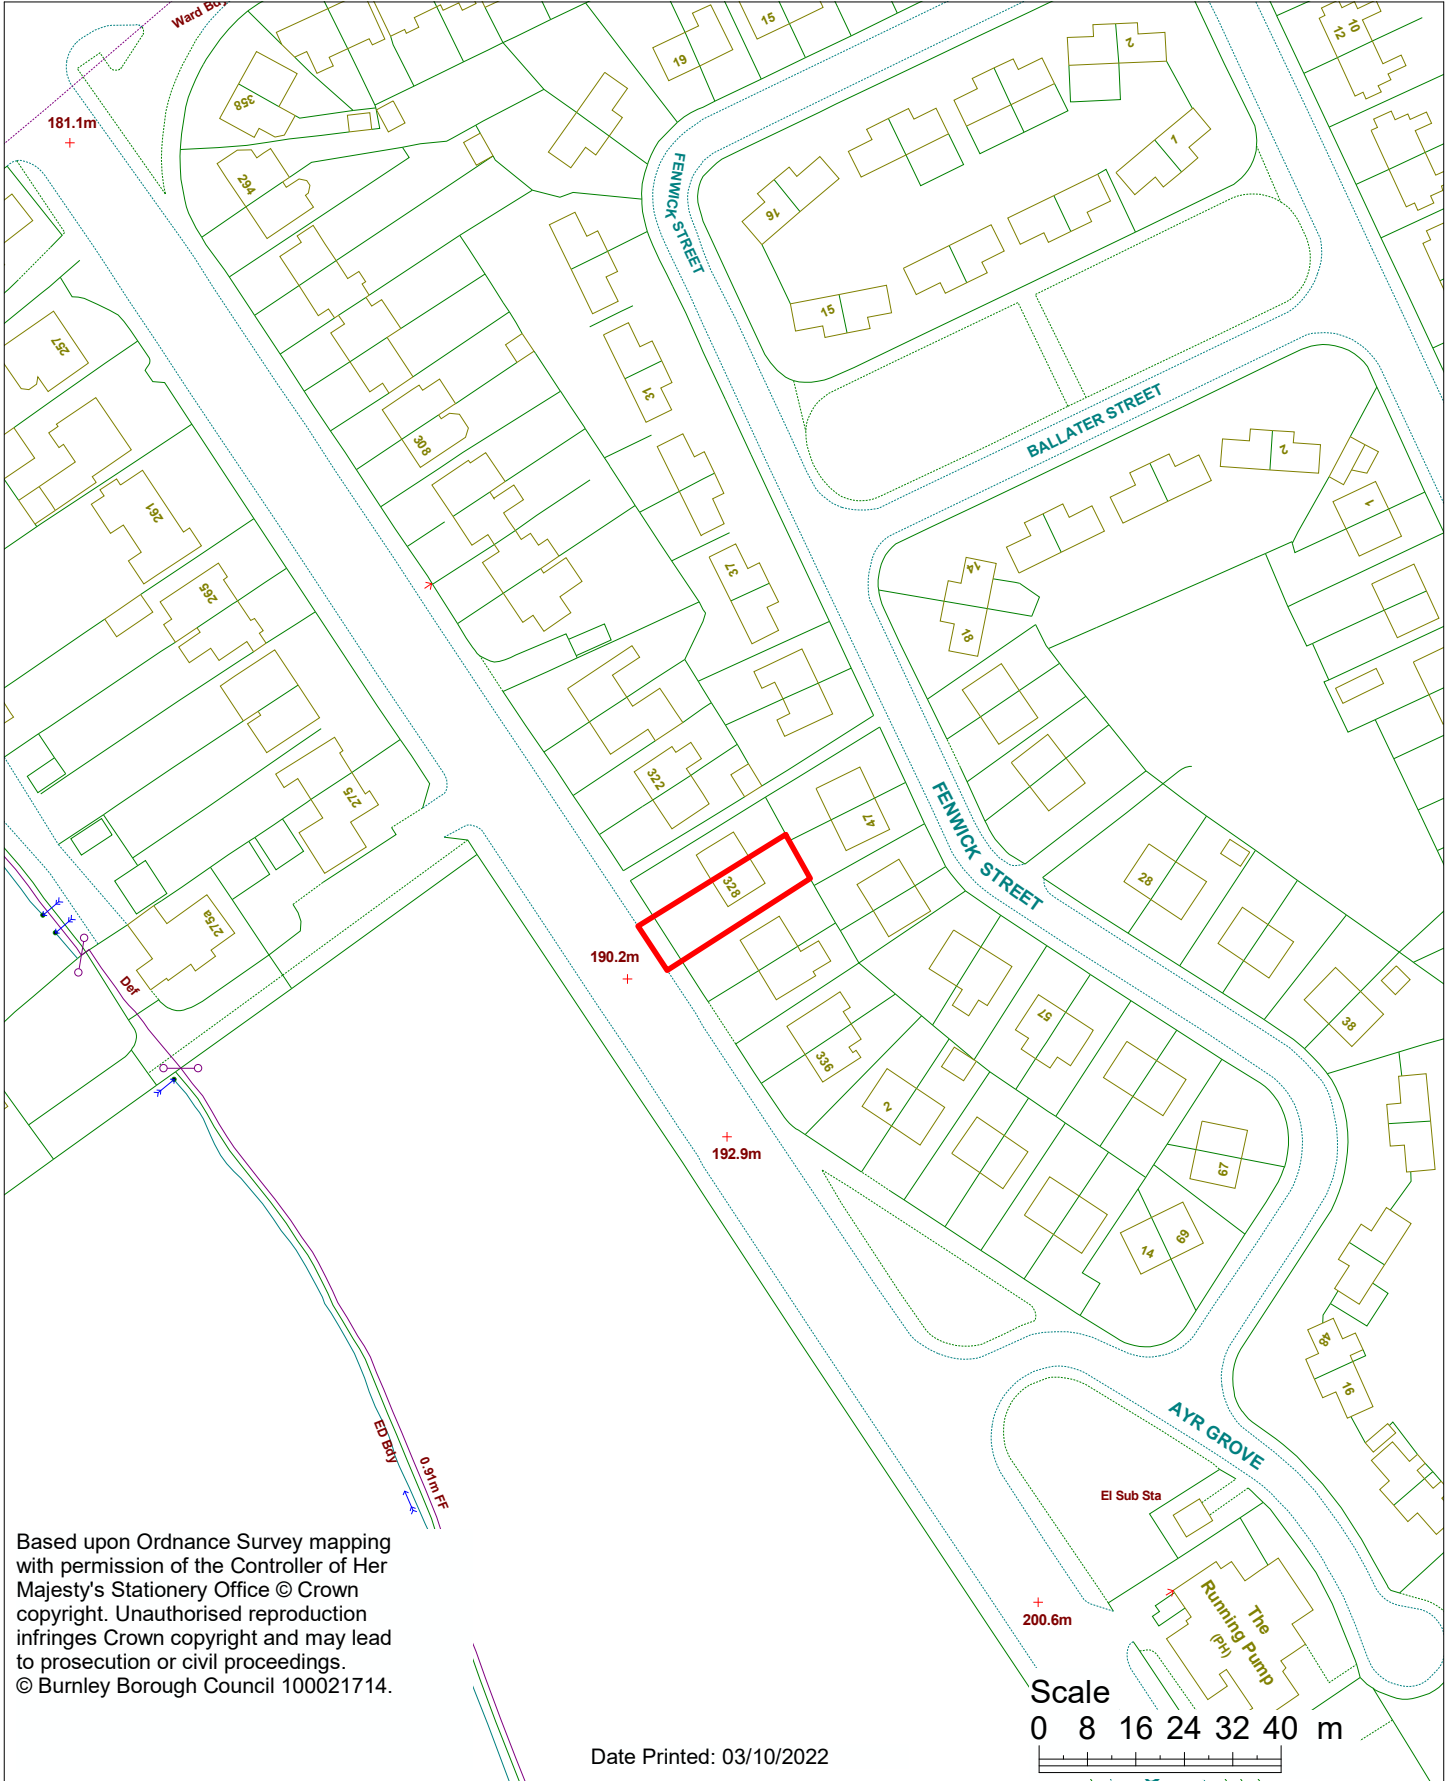 Ward Bdy
181.1m
358
19
15
2
10
12
294
FENWICK STREET
16
7
15
257
31
308
BALLATER STREET
2
1
261
37
14
265
18
322
275
47
FENWICK STREET
28
328
275a
190.2m
Def
57
38
336
2
192.9m
67
69
14
48
16
AYR GROVE
ED Bdy
0.91m FF
El Sub Sta
The
Running Pump
(PH)
200.6m
Based upon Ordnance Survey mapping
with permission of the Controller of Her
Majesty's Stationery Office © Crown
copyright. Unauthorised reproduction
infringes Crown copyright and may lead
to prosecution or civil proceedings.
© Burnley Borough Council 100021714.
Date Printed: 03/10/2022
Scale
0 8 16 24 32 40 m